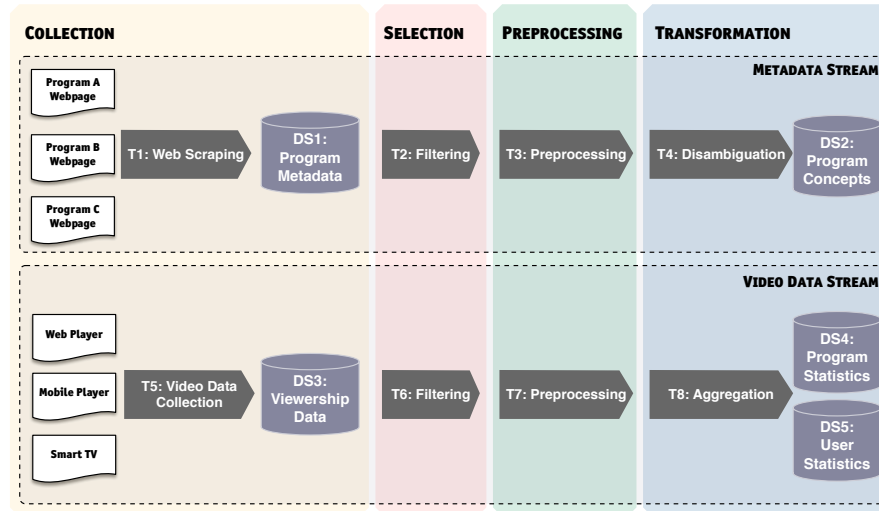 COLLECTION
SELECTION
PREPROCESSING
TRANSFORMATION
METADATA STREAM
Program A
Webpage
Program B
Webpage
Program C
Webpage
T1: Web Scraping
DS1:
Program
Metadata
T2: Filtering
T3: Preprocessing
T4: Disambiguation
DS2:
Program
Concepts
VIDEO DATA STREAM
Web Player
Mobile Player
Smart TV
T5: Video Data
Collection
DS3:
Viewership
Data
T6: Filtering
T7: Preprocessing
T8: Aggregation
DS4:
Program
Statistics
DS5:
User
Statistics